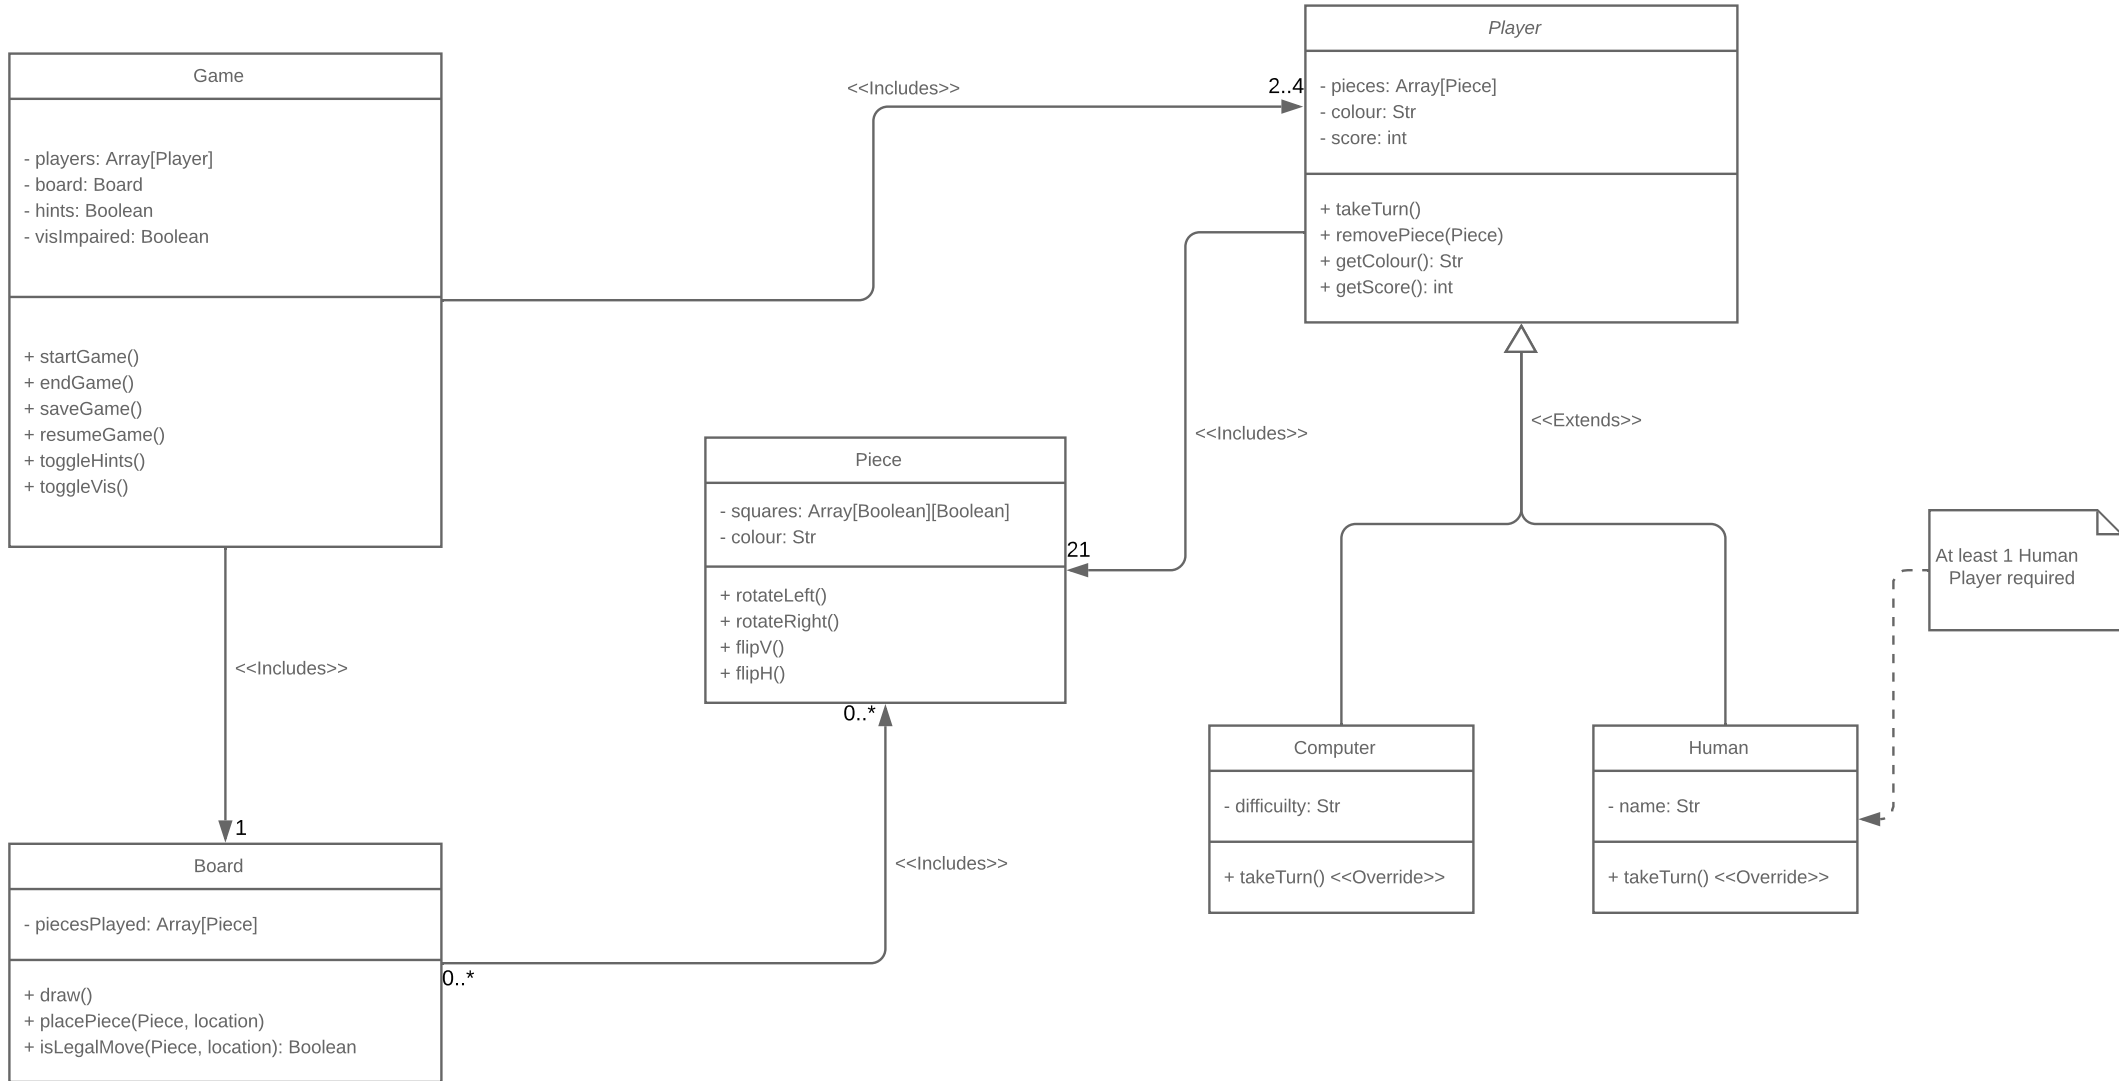 Game
- players: Array[Player]
- board: Board
- hints: Boolean
- visImpaired: Boolean
+ startGame()
+ endGame()
+ saveGame()
+ resumeGame()
+ toggleHints()
+ toggleVis()
<<Includes>>
2..4
Player
- pieces: Array[Piece]
- colour: Str
- score: int
+ takeTurn()
+ removePiece(Piece)
+ getColour(): Str
+ getScore(): int
<<Includes>>
21
<<Extends>>
Piece
- squares: Array[Boolean][Boolean]
- colour: Str
+ rotateLeft()
+ rotateRight()
+ flipV()
+ flipH()
0..*
At least 1 Human
Player required
<<Includes>>
1
Board
- piecesPlayed: Array[Piece]
+ draw()
+ placePiece(Piece, location)
+ isLegalMove(Piece, location): Boolean
0..*
<<Includes>>
Computer
- difficuilty: Str
+ takeTurn() <<Override>>
Human
- name: Str
+ takeTurn() <<Override>>